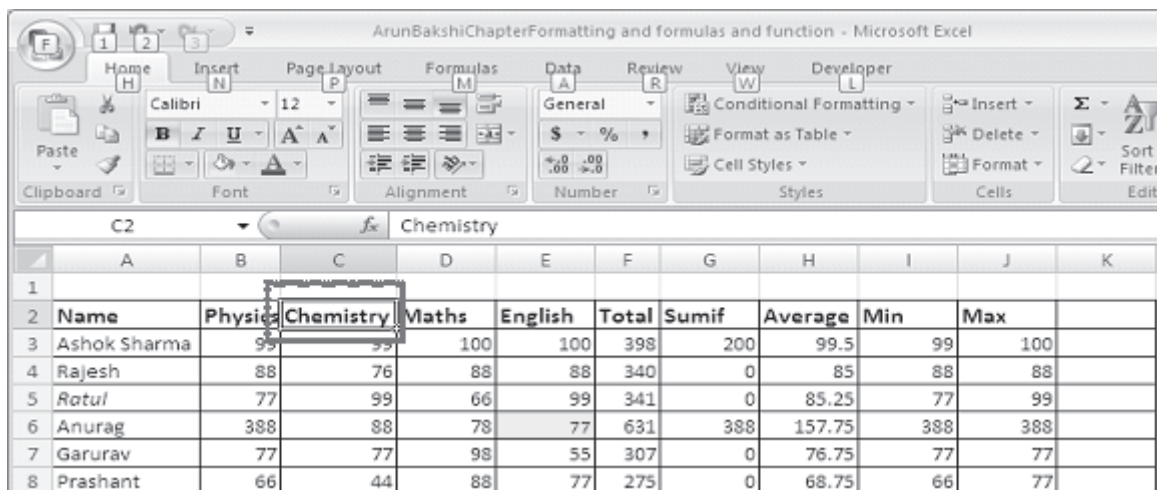 ArunBakshiChapterFormatting and formulas and function - Microsoft Excel
F 1 2 3
Home Insert Page Layout Formulas Data Review View Developer
H N P M A R W L
Calibri 12 General Conditional Formatting Insert Σ
B I U A A $ % , Format as Table Delete
Paste Cell Styles Format Sort
Filter
Clipboard Font Alignment Number Styles Cells Edit
C2 fx Chemistry
A B C D E F G H I J K
1
2 Name Physics Chemistry Maths English Total Sumif Average Min Max
3 Ashok Sharma 99 99 100 100 398 200 99.5 99 100
4 Rajesh 88 76 88 88 340 0 85 88 88
5 Ratul 77 99 66 99 341 0 85.25 77 99
6 Anurag 388 88 78 77 631 388 157.75 388 388
7 Garurav 77 77 98 55 307 0 76.75 77 77
8 Prashant 66 44 88 77 275 0 68.75 66 77